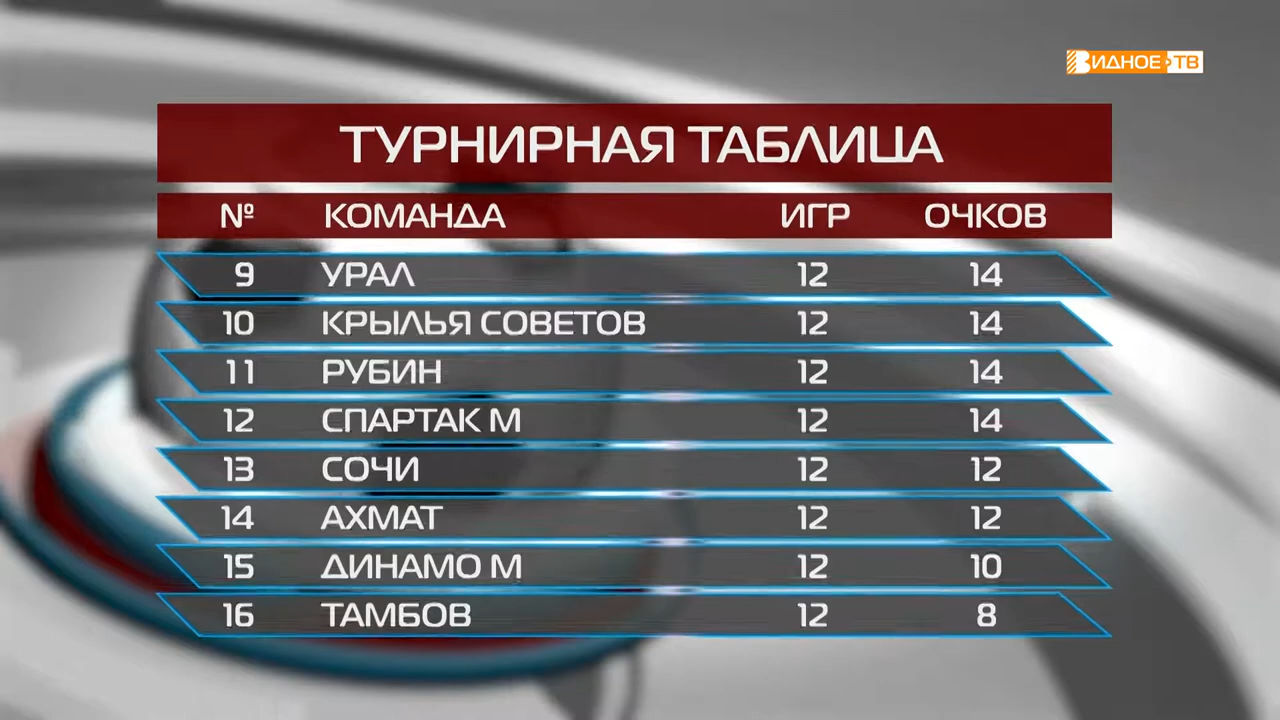 ВИДНОЕ·ТВ
ТУРНИРНАЯ ТАБЛИЦА
№ КОМАНДА ИГР ОЧКОВ
9 УРАЛ 12 14
10 КРЫЛЬЯ СОВЕТОВ 12 14
11 РУБИН 12 14
12 СПАРТАК М 12 14
13 СОЧИ 12 12
14 АХМАТ 12 12
15 ДИНАМО М 12 10
16 ТАМБОВ 12 8